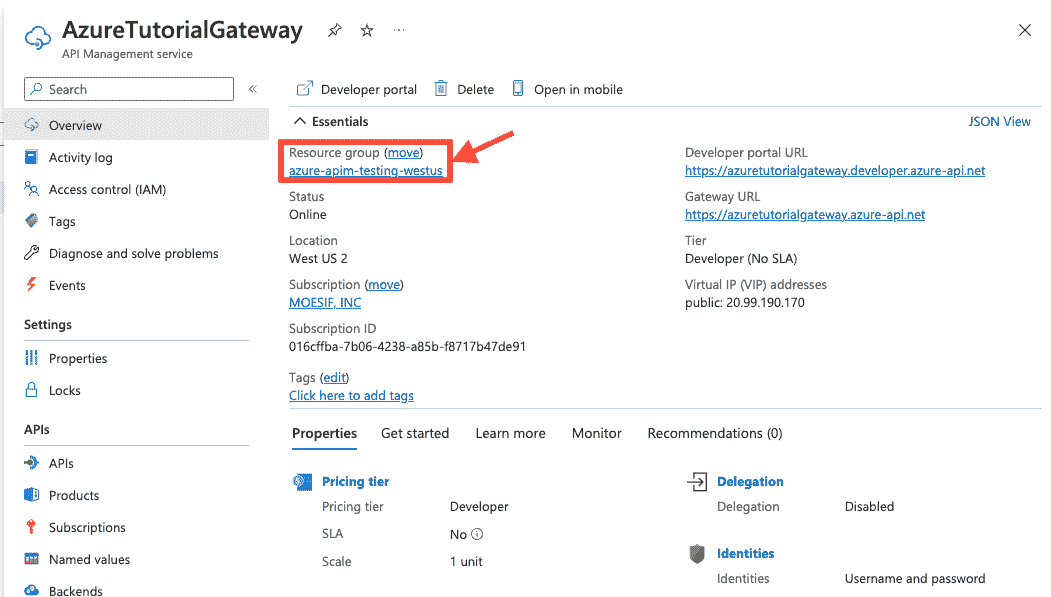 AzureTutorialGateway
API Management service
Search
Overview
Activity log
Access control (IAM)
Tags
Diagnose and solve problems
Events
Settings
Properties
Locks
APIs
APIs
Products
Subscriptions
Named values
Backends
Developer portal
Delete
Open in mobile
Essentials
JSON View
Resource group (move)
azure-apim-testing-westus
Status
Online
Location
West US 2
Subscription (move)
MOESIF, INC
Subscription ID
016cffba-7b06-4238-a85b-f8717b47de91
Tags (edit)
Click here to add tags
Developer portal URL
https://azuretutorialgateway.developer.azure-api.net
Gateway URL
https://azuretutorialgateway.azure-api.net
Tier
Developer (No SLA)
Virtual IP (VIP) addresses
public: 20.99.190.170
Properties Get started Learn more Monitor Recommendations (0)
Pricing tier
Pricing tier Developer
SLA No
Scale 1 unit
Delegation
Delegation Disabled
Identities
Identities Username and password